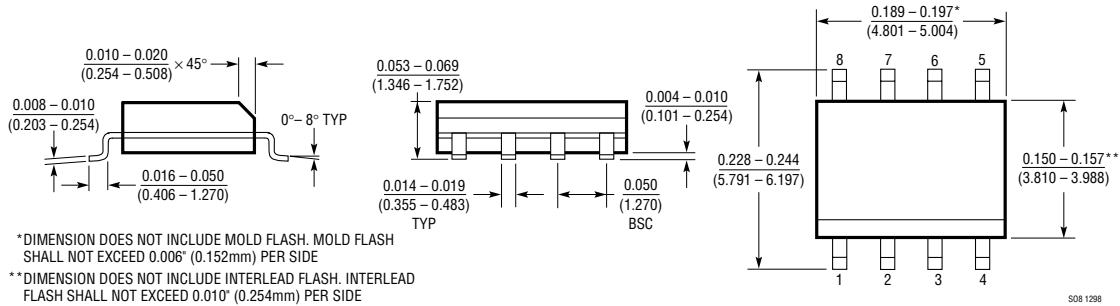 0.010 – 0.020
(0.254 – 0.508)
× 45°
0.008 – 0.010
(0.203 – 0.254)
0°– 8° TYP
0.016 – 0.050
(0.406 – 1.270)
0.053 – 0.069
(1.346 – 1.752)
0.004 – 0.010
(0.101 – 0.254)
0.014 – 0.019
(0.355 – 0.483)
TYP
0.050
(1.270)
BSC
0.189 – 0.197*
(4.801 – 5.004)
8 7 6 5
0.228 – 0.244
(5.791 – 6.197)
0.150 – 0.157**
(3.810 – 3.988)
1 2 3 4
*DIMENSION DOES NOT INCLUDE MOLD FLASH. MOLD FLASH
SHALL NOT EXCEED 0.006" (0.152mm) PER SIDE
**DIMENSION DOES NOT INCLUDE INTERLEAD FLASH. INTERLEAD
FLASH SHALL NOT EXCEED 0.010" (0.254mm) PER SIDE
SO8 1298